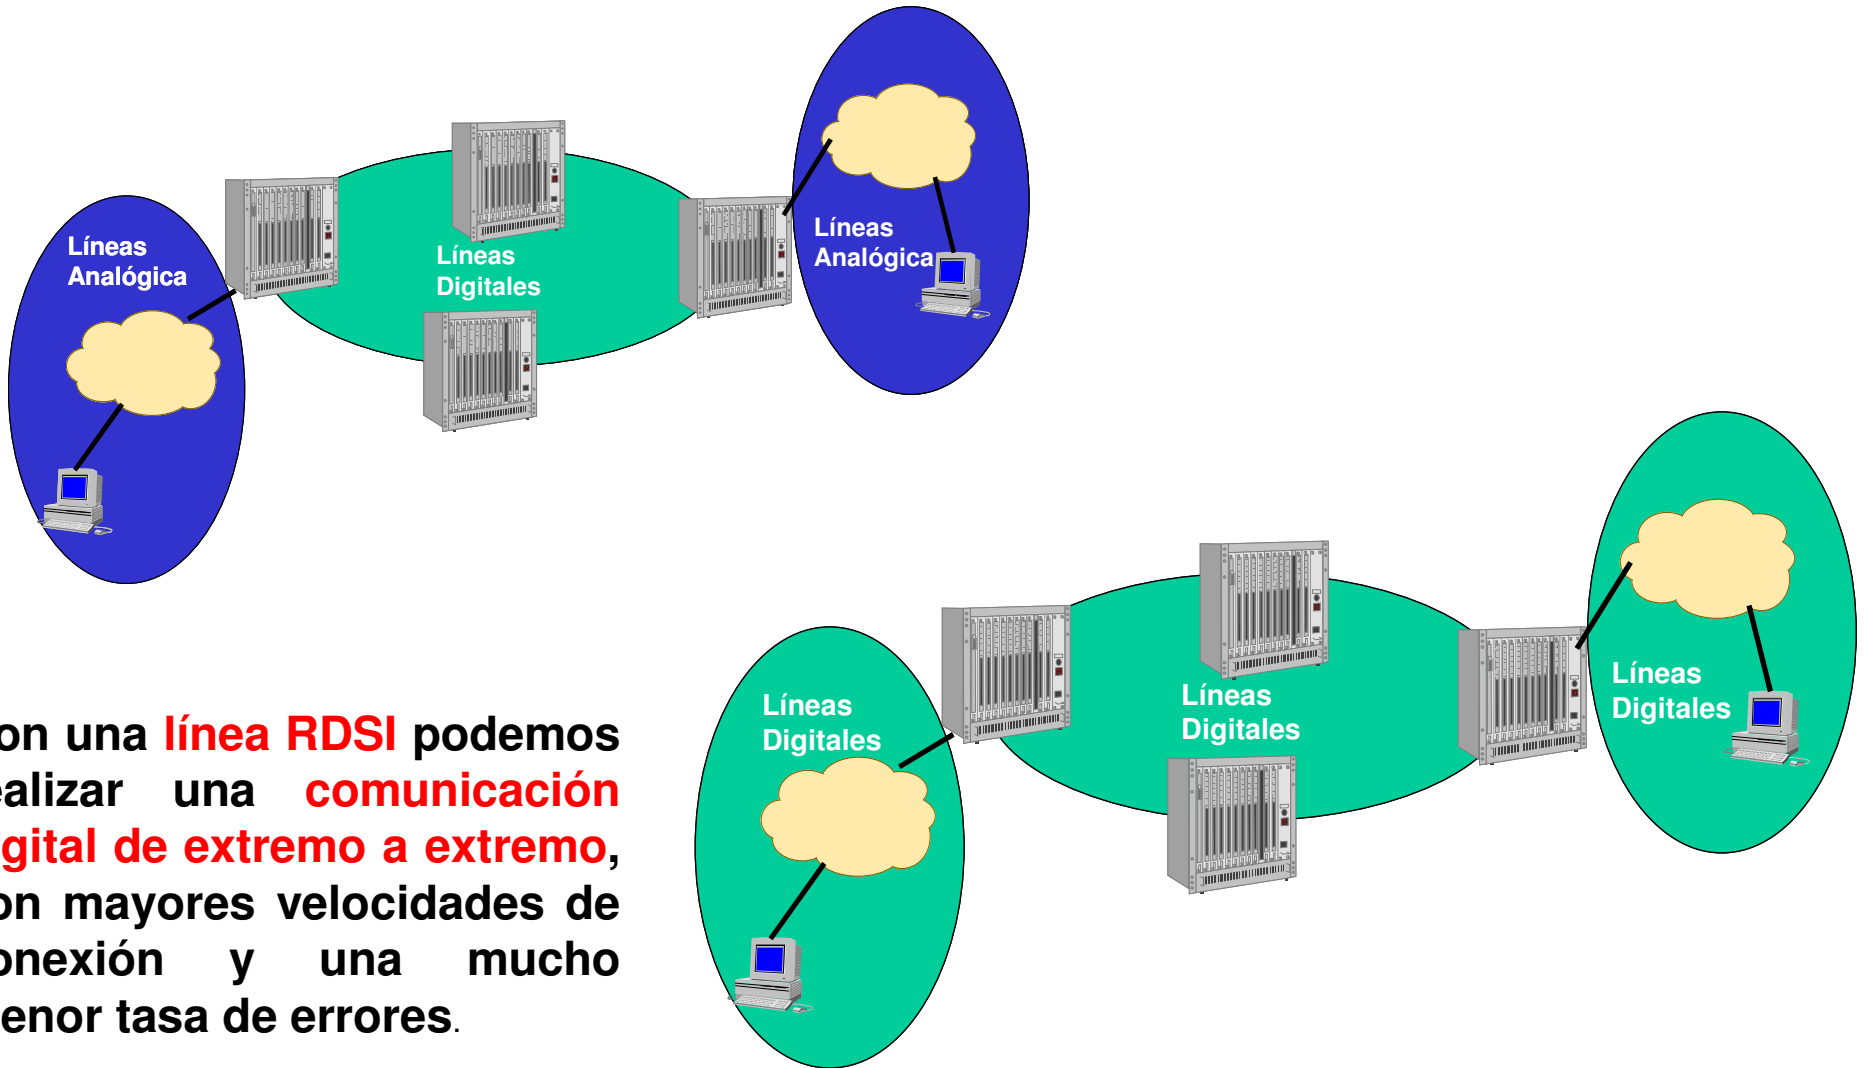 Líneas
Analógica
Líneas
Digitales
Líneas
Analógica
Líneas
Digitales
Líneas
Digitales
Líneas
Digitales
on una línea RDSI podemos
ealizar una comunicación
gital de extremo a extremo,
on mayores velocidades de
onexión y una mucho
enor tasa de errores.